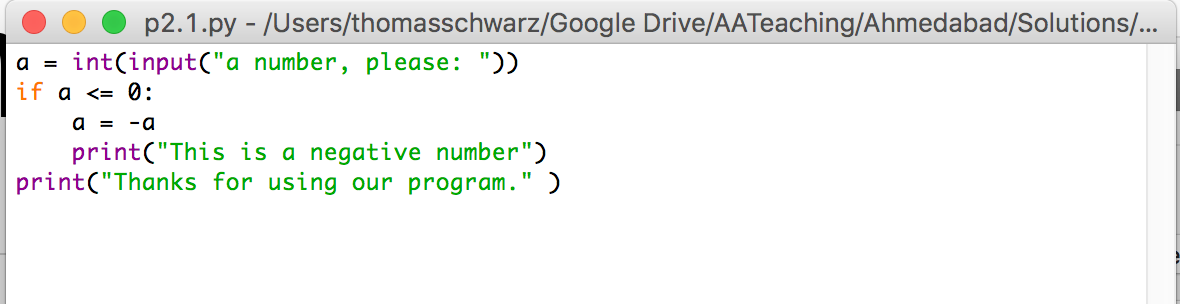 p2.1.py - /Users/thomasschwarz/Google Drive/AATeaching/Ahmedabad/Solutions/...
a = int(input("a number, please: "))
if a <= 0:
    a = -a
    print("This is a negative number")
print("Thanks for using our program." )